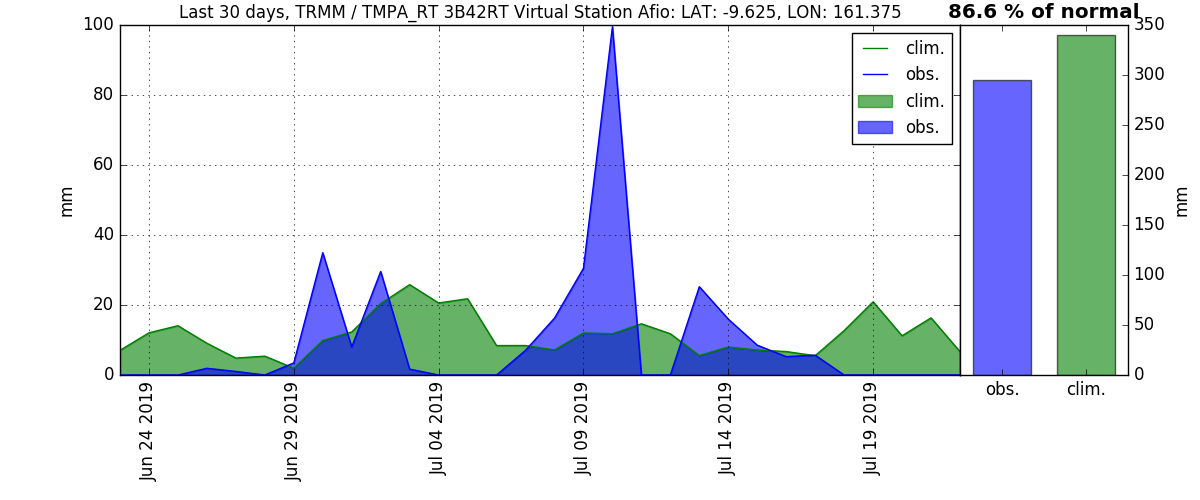 Last 30 days, TRMM / TMPA_RT 3B42RT Virtual Station Afio: LAT: -9.625, LON: 161.375
86.6 % of normal
100
80
60
40
20
0
mm
clim.
obs.
clim.
obs.
350
300
250
200
150
100
50
0
mm
Jun 24 2019
Jun 29 2019
Jul 04 2019
Jul 09 2019
Jul 14 2019
Jul 19 2019
obs.
clim.